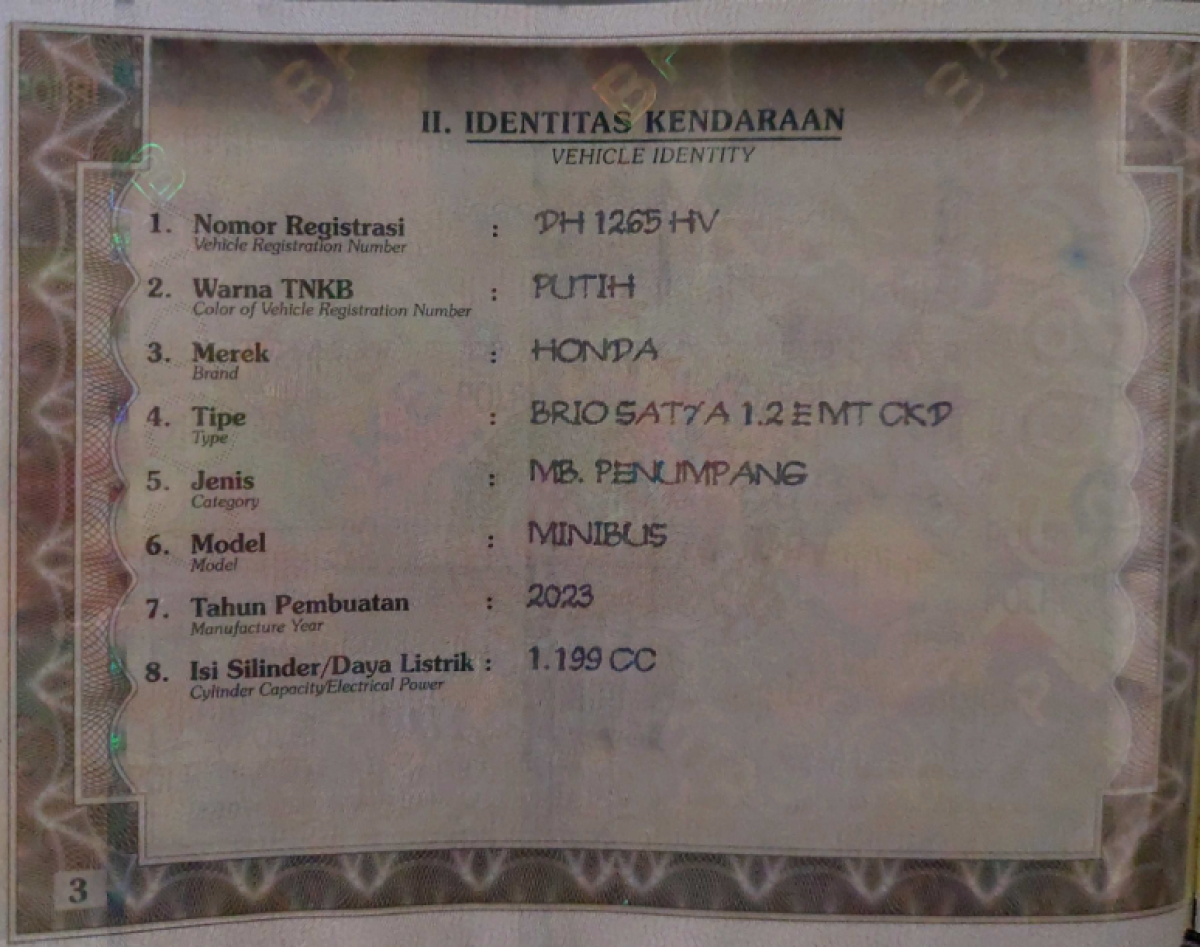 II. IDENTITAS KENDARAAN
VEHICLE IDENTITY
1. Nomor Registrasi : DH 1265 HV
Vehicle Registration Number
2. Warna TNKB : PUTIH
Color of Vehicle Registration Number
3. Merek : HONDA
Brand
4. Tipe : BRIO SATYA 1.2 E MT CKD
Type
5. Jenis : MB. PENUMPANG
Category
6. Model : MINIBUS
Model
7. Tahun Pembuatan : 2023
Manufacture Year
8. Isi Silinder/Daya Listrik : 1.199 CC
Cylinder Capacity/Electrical Power
3